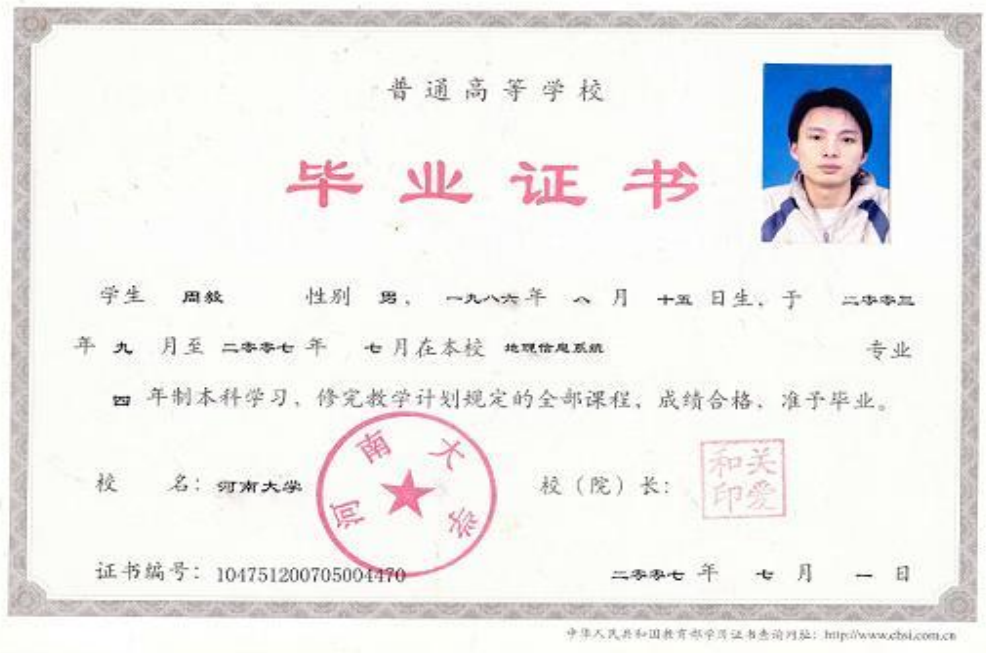 普通高等学校
毕业证书
学生 周毅 性别 男、一九八六年 八 月 十五 日生、于 二零零三
年 九 月至 二零零七 年 七 月在本校 地理信息系统 专业
四 年制本科学习、修完教学计划规定的全部课程、成绩合格、准予毕业。
校 名：河南大学
河南大学
校（院）长：
关爱和印
证书编号：104751200705004470
二零零七 年 七 月 一 日
中华人民共和国教育部学历证书查询网址：http://www.chsi.com.cn